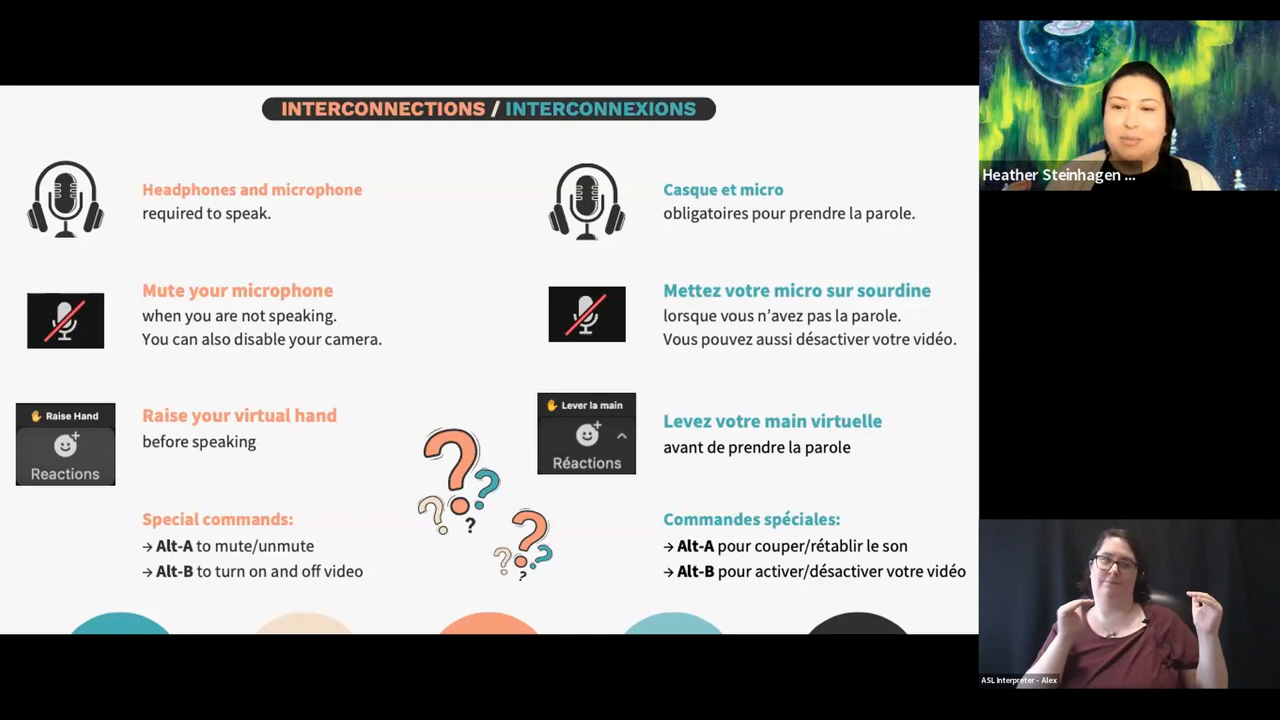 INTERCONNECTIONS / INTERCONNEXIONS
Headphones and microphone
required to speak.
Mute your microphone
when you are not speaking.
You can also disable your camera.
Raise Hand
Reactions
Raise your virtual hand
before speaking
Special commands:
→ Alt-A to mute/unmute
→ Alt-B to turn on and off video
Casque et micro
obligatoires pour prendre la parole.
Mettez votre micro sur sourdine
lorsque vous n’avez pas la parole.
Vous pouvez aussi désactiver votre vidéo.
Lever la main
Réactions
Levez votre main virtuelle
avant de prendre la parole
Commandes spéciales:
→ Alt-A pour couper/rétablir le son
→ Alt-B pour activer/désactiver votre vidéo
Heather Steinhagen ...
ASL Interpreter - Alex